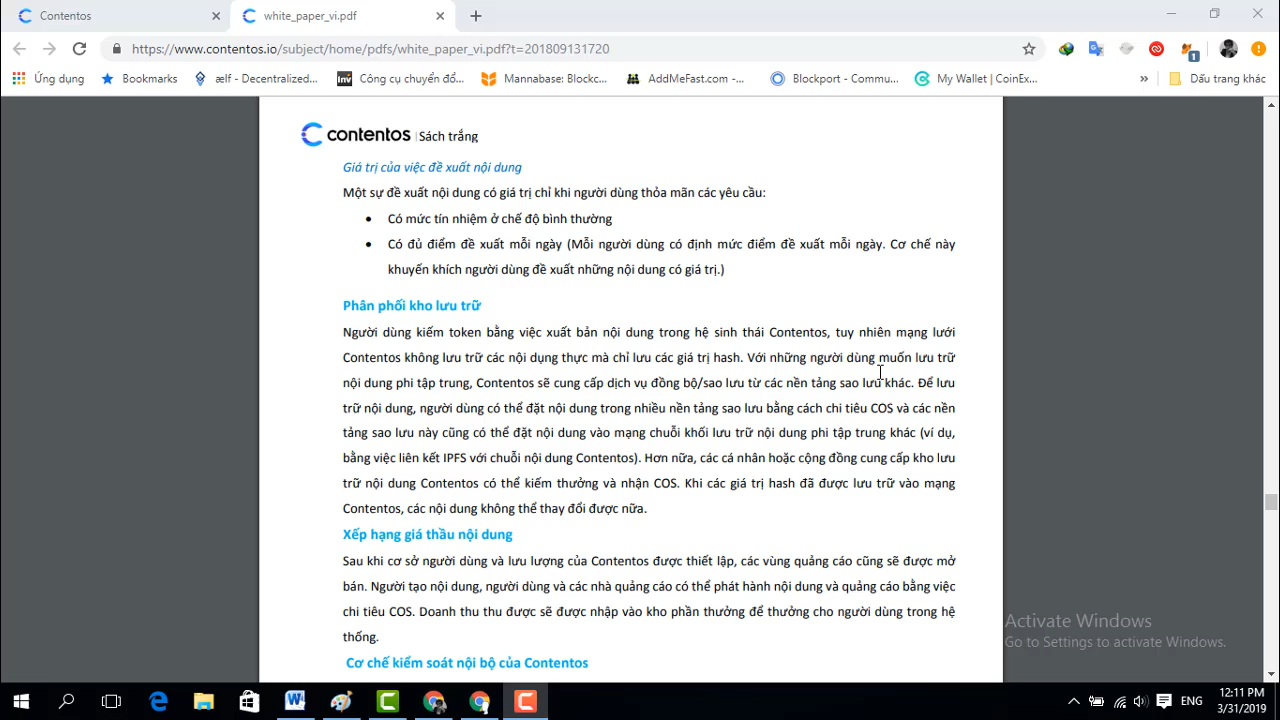 Contentos
white_paper_vi.pdf
https://www.contentos.io/subject/home/pdfs/white_paper_vi.pdf?t=201809131720
1
Ứng dụng
Bookmarks
ælf - Decentralized...
Inv
Công cụ chuyển đổ...
Mannabase: Blockc...
AddMeFast.com -...
Blockport - Commu...
My Wallet | CoinEx...
»
Dấu trang khác
contentos | Sách trắng
Giá trị của việc đề xuất nội dung
Một sự đề xuất nội dung có giá trị chỉ khi người dùng thỏa mãn các yêu cầu:
• Có mức tín nhiệm ở chế độ bình thường
• Có đủ điểm đề xuất mỗi ngày (Mỗi người dùng có định mức điểm đề xuất mỗi ngày. Cơ chế này
khuyến khích người dùng đề xuất những nội dung có giá trị.)
Phân phối kho lưu trữ
Người dùng kiếm token bằng việc xuất bản nội dung trong hệ sinh thái Contentos, tuy nhiên mạng lưới
Contentos không lưu trữ các nội dụng thực mà chỉ lưu các giá trị hash. Với những người dùng muốn lưu trữ
nội dung phi tập trung, Contentos sẽ cung cấp dịch vụ đồng bộ/sao lưu từ các nền tảng sao lưu khác. Để lưu
trữ nội dung, người dùng có thể đặt nội dung trong nhiều nền tảng sao lưu bằng cách chi tiêu COS và các nền
tảng sao lưu này cũng có thể đặt nội dung vào mạng chuỗi khối lưu trữ nội dung phi tập trung khác (ví dụ,
bằng việc liên kết IPFS với chuỗi nội dung Contentos). Hơn nữa, các cá nhân hoặc cộng đồng cung cấp kho lưu
trữ nội dung Contentos có thể kiếm thưởng và nhận COS. Khi các giá trị hash đã được lưu trữ vào mạng
Contentos, các nội dung không thể thay đổi được nữa.
Xếp hạng giá thầu nội dung
Sau khi cơ sở người dùng và lưu lượng của Contentos được thiết lập, các vùng quảng cáo cũng sẽ được mở
bán. Người tạo nội dung, người dùng và các nhà quảng cáo có thể phát hành nội dung và quảng cáo bằng việc
chi tiêu COS. Doanh thu thu được sẽ được nhập vào kho phần thưởng để thưởng cho người dùng trong hệ
thống.
Cơ chế kiểm soát nội bộ của Contentos
Activate Windows
Go to Settings to activate Windows.
ENG
12:11 PM
3/31/2019